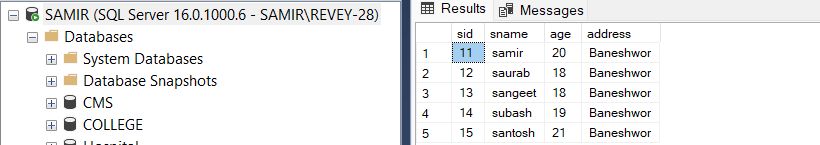 SAMIR (SQL Server 16.0.1000.6 - SAMIR\REVEY-28)
Databases
System Databases
Database Snapshots
CMS
COLLEGE
Results Messages
sid sname age address
1 11 samir 20 Baneshwor
2 12 saurab 18 Baneshwor
3 13 sangeet 18 Baneshwor
4 14 subash 19 Baneshwor
5 15 santosh 21 Baneshwor